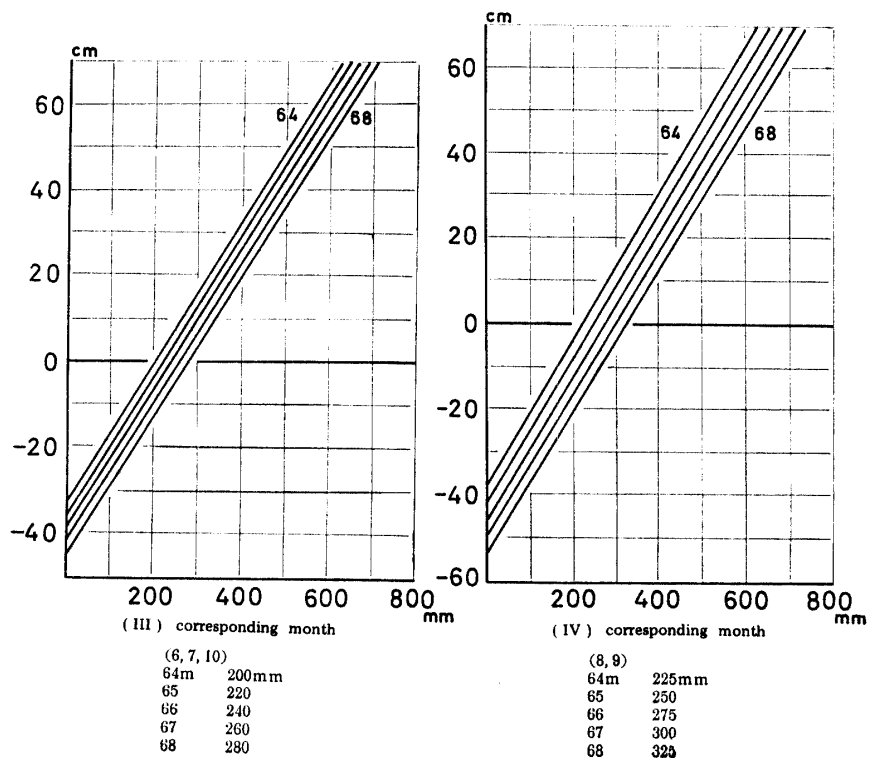 cm
60
40
20
0
-20
-40
64
68
200 400 600 800
mm
(III) corresponding month
(6, 7, 10)
64m 200mm
65 220
66 240
67 260
68 280
cm
60
40
20
0
-20
-40
-60
64
68
200 400 600 800
mm
(IV) corresponding month
(8, 9)
64m 225mm
65 250
66 275
67 300
68 325